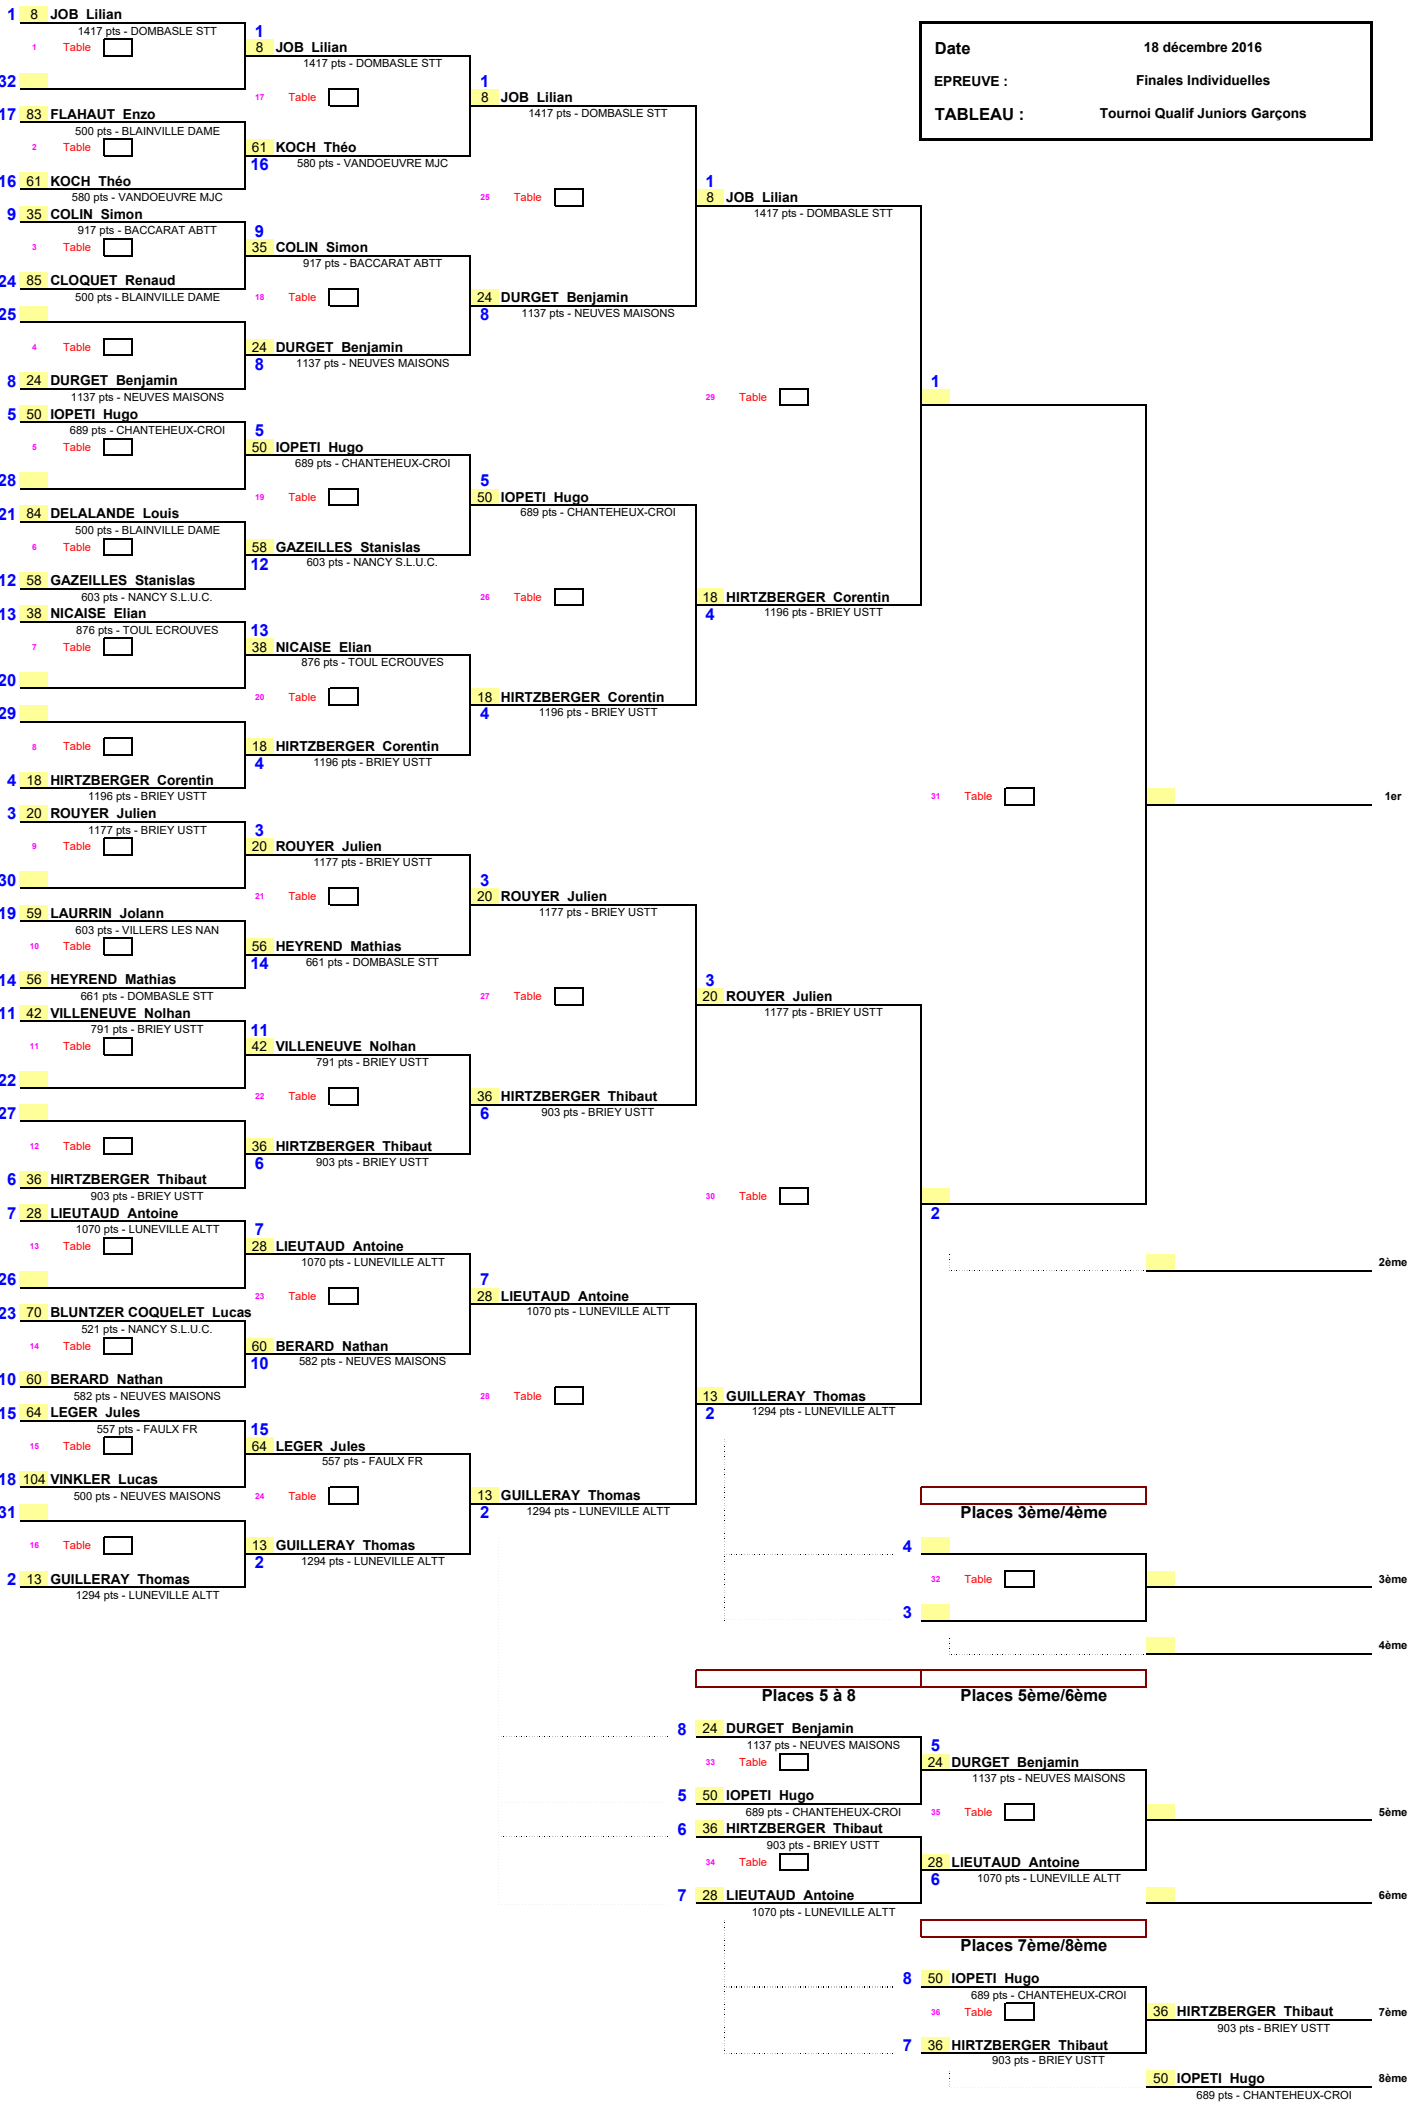 Date 18 décembre 2016
EPREUVE : Finales Individuelles
TABLEAU : Tournoi Qualif Juniors Garçons
1 8 JOB Lilian
1417 pts - DOMBASLE STT
1 Table
32
17 83 FLAHAUT Enzo
500 pts - BLAINVILLE DAME
2 Table
16 61 KOCH Théo
580 pts - VANDOEUVRE MJC
9 35 COLIN Simon
917 pts - BACCARAT ABTT
3 Table
24 85 CLOQUET Renaud
500 pts - BLAINVILLE DAME
25
4 Table
8 24 DURGET Benjamin
1137 pts - NEUVES MAISONS
5 50 IOPETI Hugo
689 pts - CHANTEHEUX-CROI
5 Table
28
21 84 DELALANDE Louis
500 pts - BLAINVILLE DAME
6 Table
12 58 GAZEILLES Stanislas
603 pts - NANCY S.L.U.C.
13 38 NICAISE Elian
876 pts - TOUL ECROUVES
7 Table
20
29
8 Table
4 18 HIRTZBERGER Corentin
1196 pts - BRIEY USTT
3 20 ROUYER Julien
1177 pts - BRIEY USTT
9 Table
30
19 59 LAURRIN Jolann
603 pts - VILLERS LES NAN
10 Table
14 56 HEYREND Mathias
661 pts - DOMBASLE STT
11 42 VILLENEUVE Nolhan
791 pts - BRIEY USTT
11 Table
22
27
12 Table
6 36 HIRTZBERGER Thibaut
903 pts - BRIEY USTT
7 28 LIEUTAUD Antoine
1070 pts - LUNEVILLE ALTT
13 Table
26
23 70 BLUNTZER COQUELET Lucas
521 pts - NANCY S.L.U.C.
14 Table
10 60 BERARD Nathan
582 pts - NEUVES MAISONS
15 64 LEGER Jules
557 pts - FAULX FR
15 Table
18 104 VINKLER Lucas
500 pts - NEUVES MAISONS
31
16 Table
2 13 GUILLERAY Thomas
1294 pts - LUNEVILLE ALTT
1
8 JOB Lilian
1417 pts - DOMBASLE STT
17 Table
61 KOCH Théo
16 580 pts - VANDOEUVRE MJC
9
35 COLIN Simon
917 pts - BACCARAT ABTT
18 Table
24 DURGET Benjamin
8 1137 pts - NEUVES MAISONS
5
50 IOPETI Hugo
689 pts - CHANTEHEUX-CROI
19 Table
58 GAZEILLES Stanislas
12 603 pts - NANCY S.L.U.C.
13
38 NICAISE Elian
876 pts - TOUL ECROUVES
20 Table
18 HIRTZBERGER Corentin
4 1196 pts - BRIEY USTT
3
20 ROUYER Julien
1177 pts - BRIEY USTT
21 Table
56 HEYREND Mathias
14 661 pts - DOMBASLE STT
11
42 VILLENEUVE Nolhan
791 pts - BRIEY USTT
22 Table
36 HIRTZBERGER Thibaut
6 903 pts - BRIEY USTT
7
28 LIEUTAUD Antoine
1070 pts - LUNEVILLE ALTT
23 Table
60 BERARD Nathan
10 582 pts - NEUVES MAISONS
15
64 LEGER Jules
557 pts - FAULX FR
24 Table
13 GUILLERAY Thomas
2 1294 pts - LUNEVILLE ALTT
1
8 JOB Lilian
1417 pts - DOMBASLE STT
25 Table
24 DURGET Benjamin
8 1137 pts - NEUVES MAISONS
5
50 IOPETI Hugo
689 pts - CHANTEHEUX-CROI
26 Table
18 HIRTZBERGER Corentin
4 1196 pts - BRIEY USTT
3
20 ROUYER Julien
1177 pts - BRIEY USTT
27 Table
36 HIRTZBERGER Thibaut
6 903 pts - BRIEY USTT
7
28 LIEUTAUD Antoine
1070 pts - LUNEVILLE ALTT
28 Table
13 GUILLERAY Thomas
2 1294 pts - LUNEVILLE ALTT
1
8 JOB Lilian
1417 pts - DOMBASLE STT
29 Table
18 HIRTZBERGER Corentin
4 1196 pts - BRIEY USTT
3
20 ROUYER Julien
1177 pts - BRIEY USTT
30 Table
13 GUILLERAY Thomas
2 1294 pts - LUNEVILLE ALTT
1
31 Table
1er
2
2ème
Places 3ème/4ème
4
32 Table
3ème
3
4ème
Places 5 à 8
8 24 DURGET Benjamin
1137 pts - NEUVES MAISONS
33 Table
5 50 IOPETI Hugo
689 pts - CHANTEHEUX-CROI
6 36 HIRTZBERGER Thibaut
903 pts - BRIEY USTT
34 Table
7 28 LIEUTAUD Antoine
1070 pts - LUNEVILLE ALTT
Places 5ème/6ème
5
24 DURGET Benjamin
1137 pts - NEUVES MAISONS
35 Table
5ème
28 LIEUTAUD Antoine
6 1070 pts - LUNEVILLE ALTT
6ème
Places 7ème/8ème
8 50 IOPETI Hugo
689 pts - CHANTEHEUX-CROI
36 Table
36 HIRTZBERGER Thibaut 7ème
903 pts - BRIEY USTT
7 36 HIRTZBERGER Thibaut
903 pts - BRIEY USTT
50 IOPETI Hugo 8ème
689 pts - CHANTEHEUX-CROI